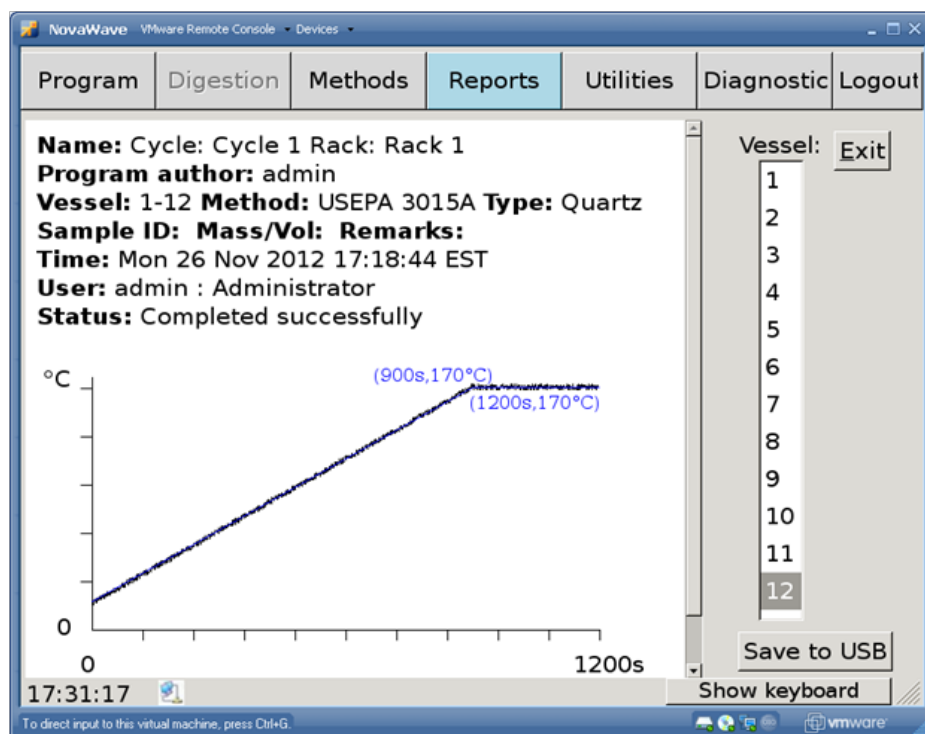 NovaWave VMware Remote Console Devices
Program Digestion Methods Reports Utilities Diagnostic Logout
Name: Cycle: Cycle 1 Rack: Rack 1
Program author: admin
Vessel: 1-12 Method: USEPA 3015A Type: Quartz
Sample ID: Mass/Vol: Remarks:
Time: Mon 26 Nov 2012 17:18:44 EST
User: admin : Administrator
Status: Completed successfully
°C
(900s,170°C)
(1200s,170°C)
0
0 1200s
Vessel: Exit
1
2
3
4
5
6
7
8
9
10
11
12
Save to USB
17:31:17 Show keyboard
To direct input to this virtual machine, press Ctrl+G. vmware